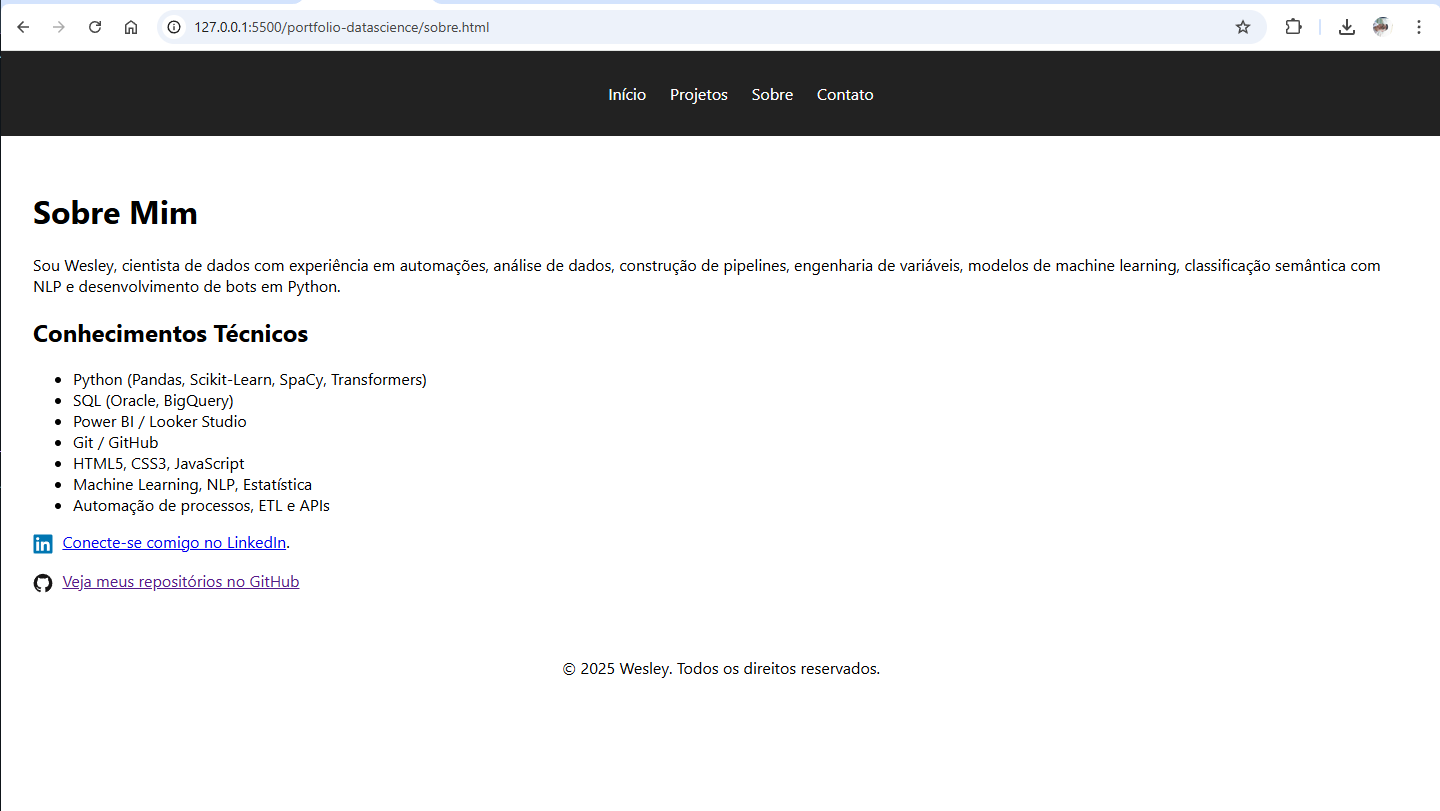 127.0.0.1:5500/portfolio-datascience/sobre.html
Início Projetos Sobre Contato
Sobre Mim
Sou Wesley, cientista de dados com experiência em automações, análise de dados, construção de pipelines, engenharia de variáveis, modelos de machine learning, classificação semântica com
NLP e desenvolvimento de bots em Python.
Conhecimentos Técnicos
• Python (Pandas, Scikit-Learn, SpaCy, Transformers)
• SQL (Oracle, BigQuery)
• Power BI / Looker Studio
• Git / GitHub
• HTML5, CSS3, JavaScript
• Machine Learning, NLP, Estatística
• Automação de processos, ETL e APIs
in Conecte-se comigo no LinkedIn.
Veja meus repositórios no GitHub
© 2025 Wesley. Todos os direitos reservados.